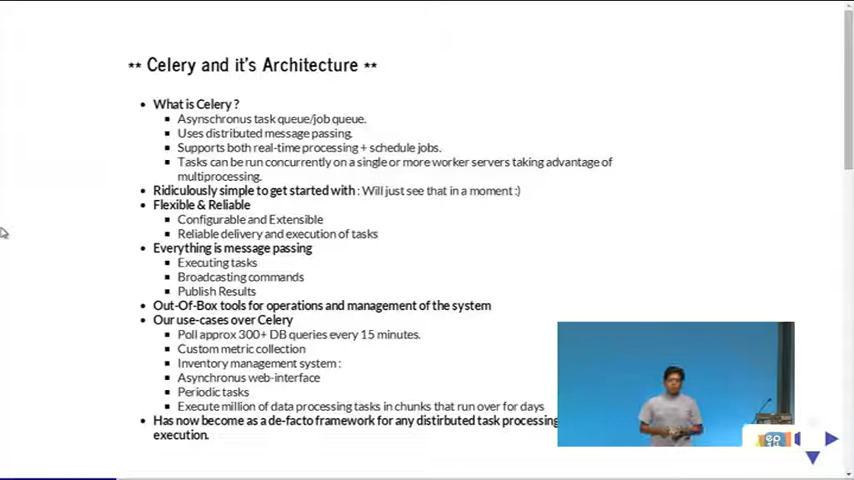 ** Celery and it's Architecture **
What is Celery ?
Asynschronus task queue/job queue.
Uses distributed message passing.
Supports both real-time processing + schedule jobs.
Tasks can be run concurrently on a single or more worker servers taking advantage of
multiprocessing.
Ridiculously simple to get started with : Will just see that in a moment :)
Flexible & Reliable
Configurable and Extensible
Reliable delivery and execution of tasks
Everything is message passing
Executing tasks
Broadcasting commands
Publish Results
Out-Of-Box tools for operations and management of the system
Our use-cases over Celery
Poll approx 300+ DB queries every 15 minutes.
Custom metric collection
Inventory management system :
Asynchronus web-interface
Periodic tasks
Execute million of data processing tasks in chunks that run over for days
Has now become as a de-facto framework for any distirbuted task processing
execution.